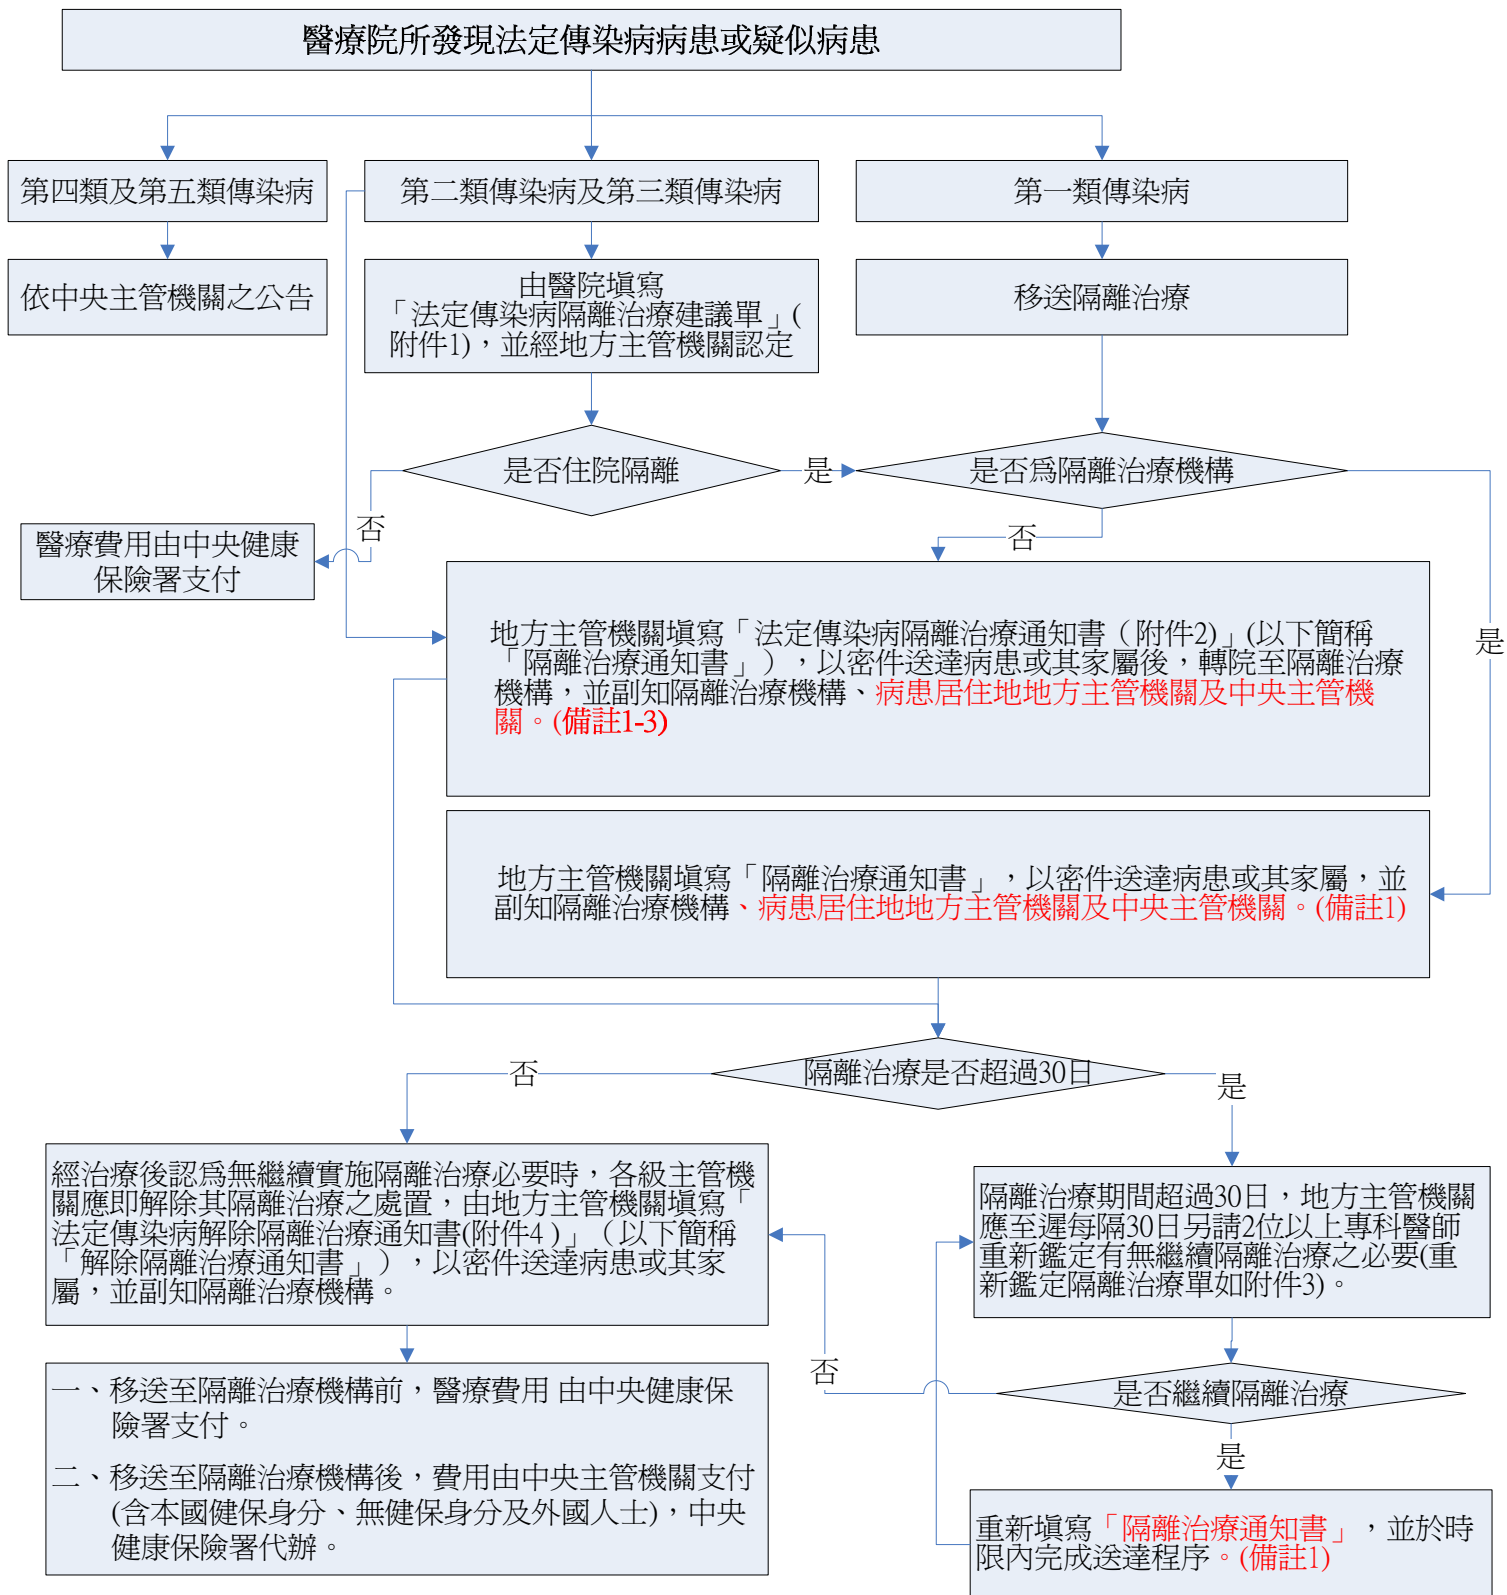 醫療院所發現法定傳染病病患或疑似病患
第四類及第五類傳染病
第二類傳染病及第三類傳染病
第一類傳染病
依中央主管機關之公告
由醫院填寫
「法定傳染病隔離治療建議單」(
附件1)，並經地方主管機關認定
移送隔離治療
是否住院隔離
是
是否為隔離治療機構
否
否
是
醫療費用由中央健康
保險署支付
地方主管機關填寫「法定傳染病隔離治療通知書（附件2)」(以下簡稱
「隔離治療通知書」），以密件送達病患或其家屬後，轉院至隔離治療
機構，並副知隔離治療機構、病患居住地地方主管機關及中央主管機
關。(備註1-3)
地方主管機關填寫「隔離治療通知書」，以密件送達病患或其家屬，並
副知隔離治療機構、病患居住地地方主管機關及中央主管機關。(備註1)
隔離治療是否超過30日
否
是
經治療後認為無繼續實施隔離治療必要時，各級主管機
關應即解除其隔離治療之處置，由地方主管機關填寫「
法定傳染病解除隔離治療通知書(附件4 )」（以下簡稱
「解除隔離治療通知書」），以密件送達病患或其家
屬，並副知隔離治療機構。
隔離治療期間超過30日，地方主管機關
應至遲每隔30日另請2位以上專科醫師
重新鑑定有無繼續隔離治療之必要(重
新鑑定隔離治療單如附件3)。
否
是否繼續隔離治療
是
一、移送至隔離治療機構前，醫療費用 由中央健康保
險署支付。
二、移送至隔離治療機構後，費用由中央主管機關支付
(含本國健保身分、無健保身分及外國人士)，中央
健康保險署代辦。
重新填寫「隔離治療通知書」，並於時
限內完成送達程序。(備註1)